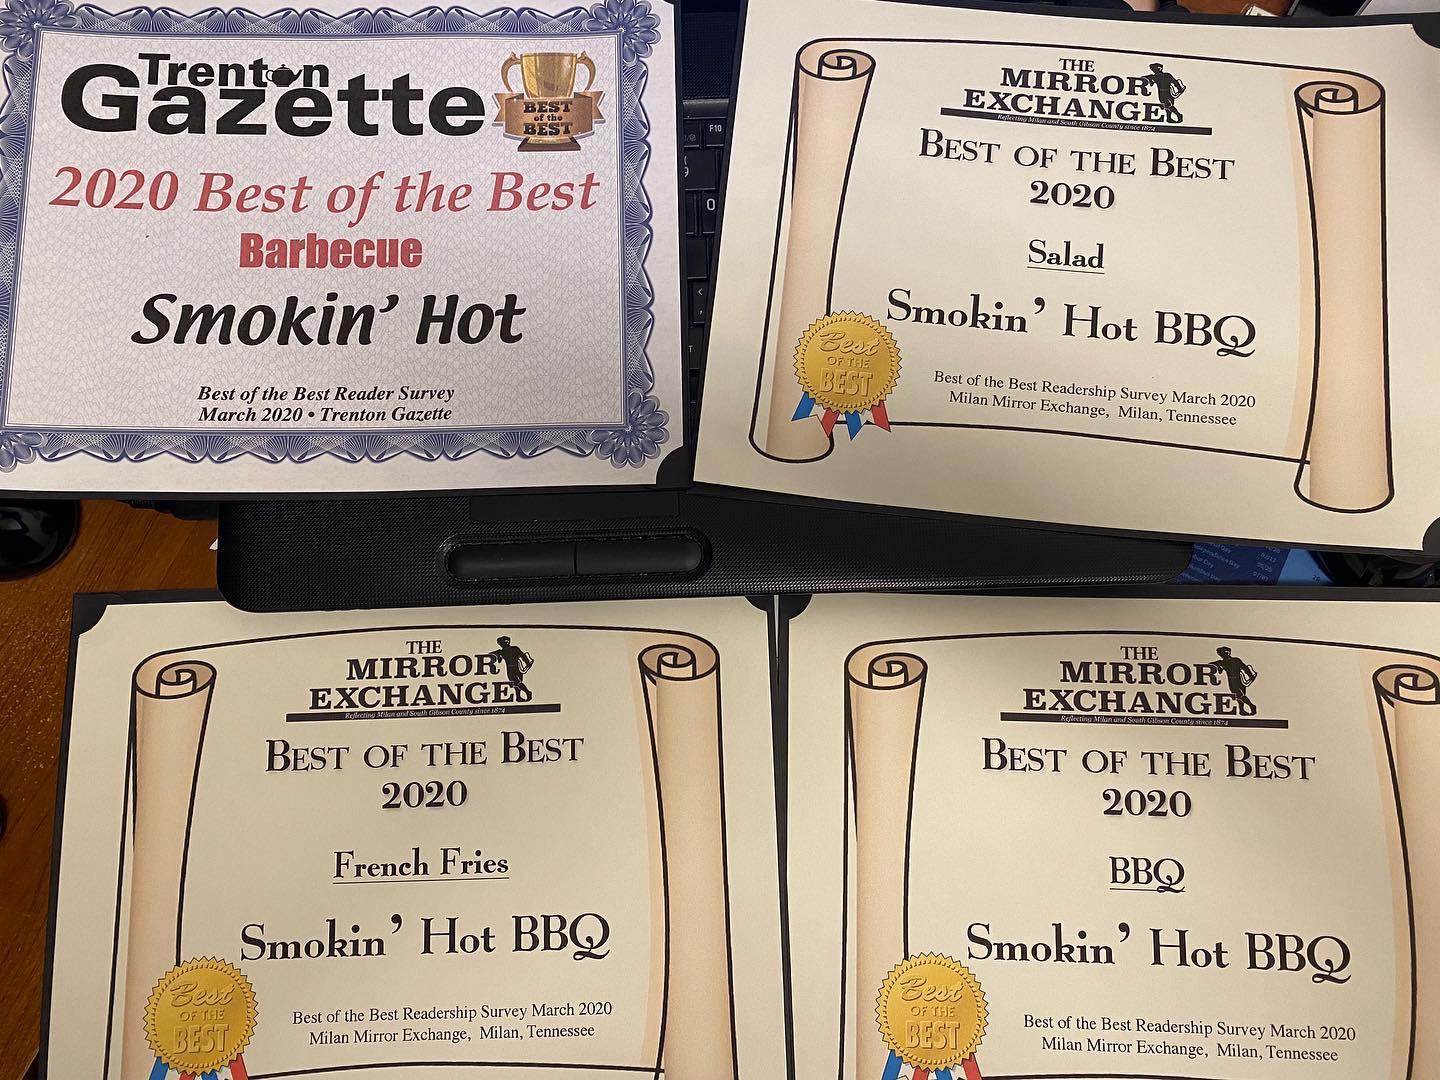 Trenton
Gazette
BEST
of the
BEST
2020 Best of the Best
Barbecue
Smokin' Hot
Best of the Best Reader Survey
March 2020 • Trenton Gazette
F10
THE
MIRROR
EXCHANGE
Reflecting Milan and South Gibson County since 1874
BEST OF THE BEST
2020
Salad
Smokin' Hot BBQ
Best
OF THE
BEST
Best of the Best Readership Survey March 2020
Milan Mirror Exchange, Milan, Tennessee
THE
MIRROR
EXCHANGE
Reflecting Milan and South Gibson County since 1874
BEST OF THE BEST
2020
French Fries
Smokin' Hot BBQ
Best
OF THE
BEST
Best of the Best Readership Survey March 2020
Milan Mirror Exchange, Milan, Tennessee
THE
MIRROR
EXCHANGE
Reflecting Milan and South Gibson County since 1874
BEST OF THE BEST
2020
BBQ
Smokin' Hot BBQ
Best
OF THE
BEST
Best of the Best Readership Survey March 2020
Milan Mirror Exchange, Milan, Tennessee